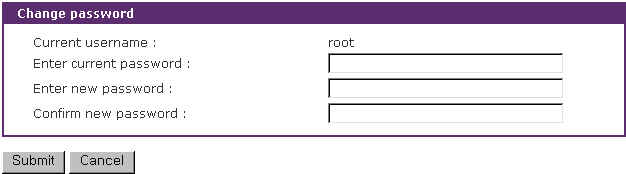 Change password
Current username : root
Enter current password :
Enter new password :
Confirm new password :
Submit Cancel